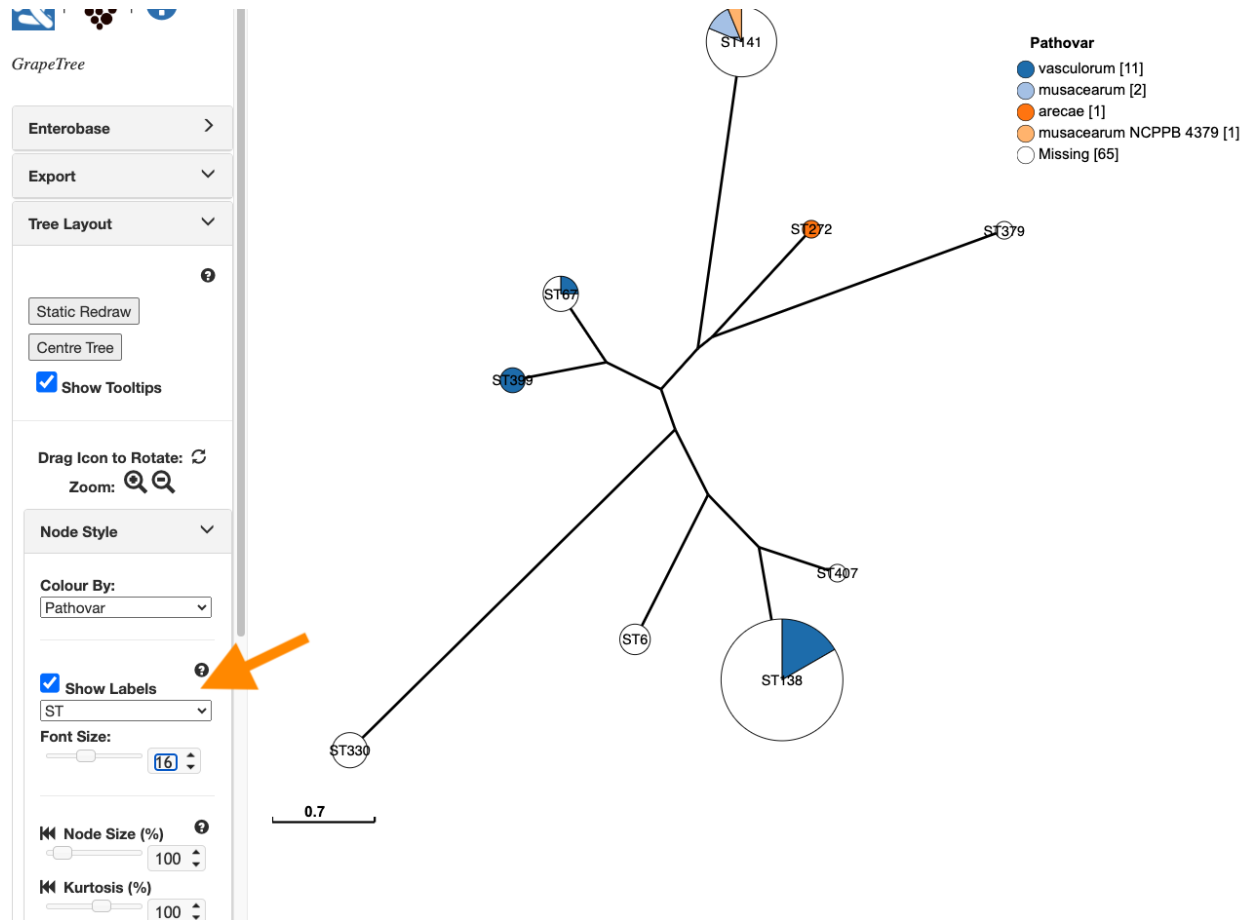 GrapeTree
Enterobase
Export
Tree Layout
Static Redraw
Centre Tree
Show Tooltips
Drag Icon to Rotate:
Zoom:
Node Style
Colour By:
Pathovar
Show Labels
ST
Font Size:
16
Node Size (%)
100
Kurtosis (%)
100
ST141
ST272
ST379
ST67
ST399
ST407
ST6
ST138
ST330
0.7
Pathovar
vasculorum [11]
musacearum [2]
arecae [1]
musacearum NCPPB 4379 [1]
Missing [65]